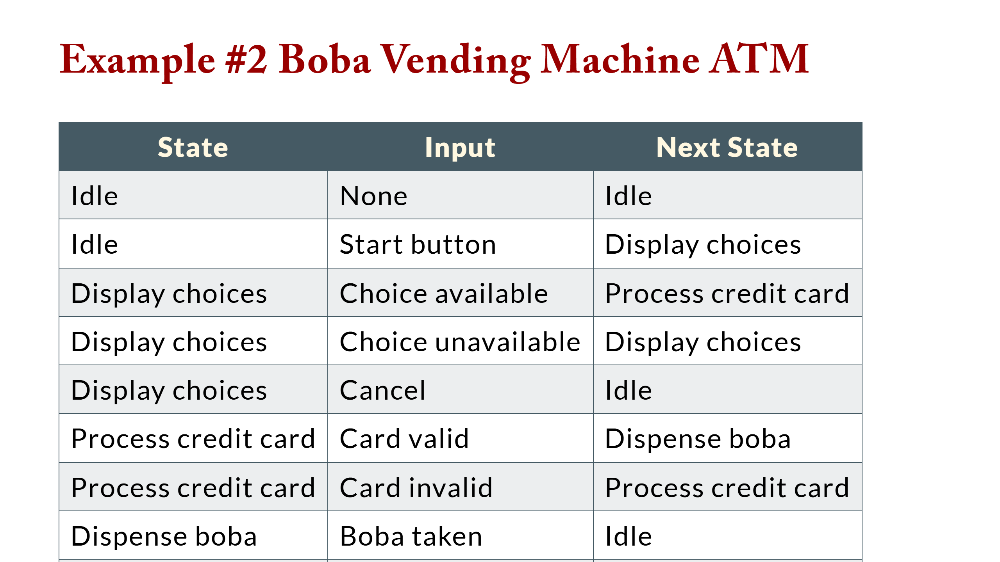 Example #2 Boba Vending Machine ATM
State Input Next State
Idle None Idle
Idle Start button Display choices
Display choices Choice available Process credit card
Display choices Choice unavailable Display choices
Display choices Cancel Idle
Process credit card Card valid Dispense boba
Process credit card Card invalid Process credit card
Dispense boba Boba taken Idle